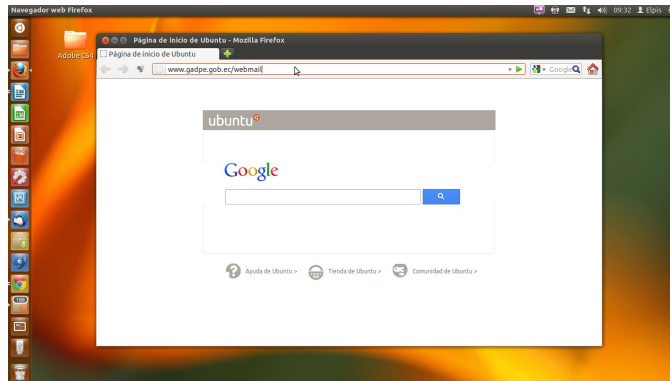 Navegador web Firefox
09:32 Elpis
Adobe CS4
Página de inicio de Ubuntu - Mozilla Firefox
Página de inicio de Ubuntu
www.gadpe.gob.ec/webmail
Google
ubuntu
Google
Ayuda de Ubuntu > Tienda de Ubuntu > Comunidad de Ubuntu >